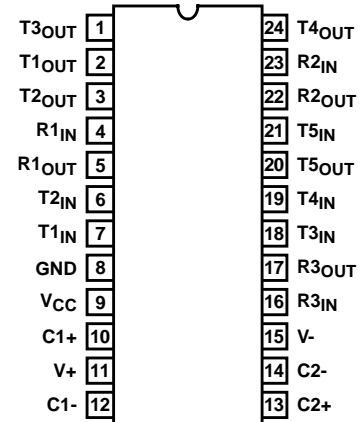 T3OUT 1 24 T4OUT
T1OUT 2 23 R2IN
T2OUT 3 22 R2OUT
R1IN 4 21 T5IN
R1OUT 5 20 T5OUT
T2IN 6 19 T4IN
T1IN 7 18 T3IN
GND 8 17 R3OUT
VCC 9 16 R3IN
C1+ 10 15 V-
V+ 11 14 C2-
C1- 12 13 C2+